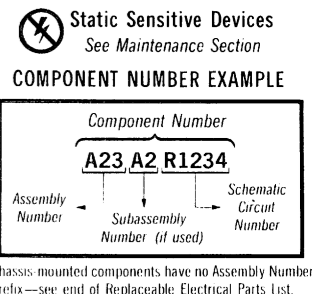 Static Sensitive Devices
See Maintenance Section
COMPONENT NUMBER EXAMPLE
Component Number
A23 A2 R1234
Assembly
Number
Subassembly
Number (if used)
Schematic
Circuit
Number
hassis-mounted components have no Assembly Number
refix—see end of Replaceable Electrical Parts List.